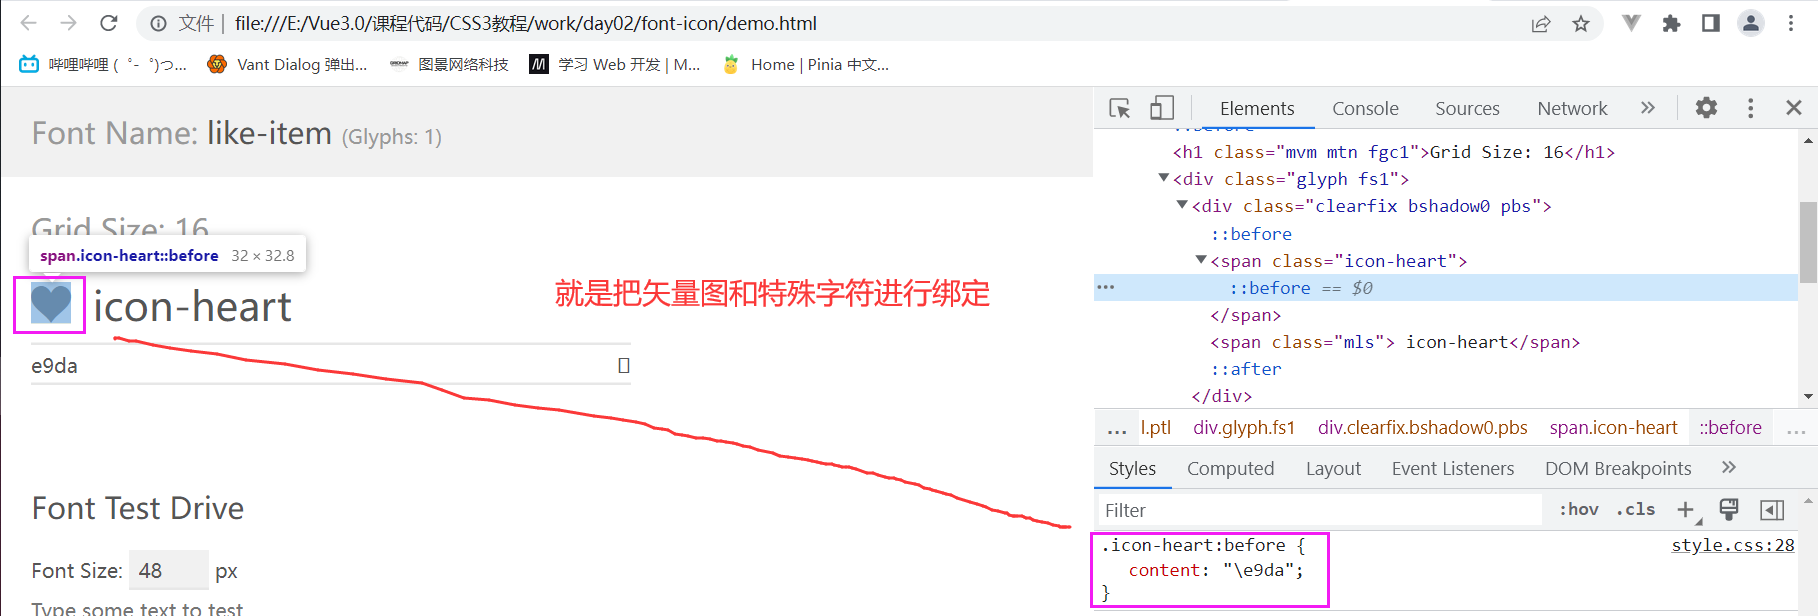 文件 | file:///E:/Vue3.0/课程代码/CSS3教程/work/day02/font-icon/demo.html
哔哩哔哩 (゜-゜)つ... Vant Dialog 弹出... 图景网络科技 学习 Web 开发 | M... Home | Pinia 中文...
Font Name: like-item (Glyphs: 1)
Grid Size: 16
span.icon-heart::before 32 × 32.8
icon-heart
e9da
就是把矢量图和特殊字符进行绑定
Font Test Drive
Font Size: 48 px
Type some text to test
Elements Console Sources Network »
::before
<h1 class="mvm mtn fgc1">Grid Size: 16</h1>
▼<div class="glyph fs1">
▼<div class="clearfix bshadow0 pbs">
::before
▼<span class="icon-heart">
··· ::before == $0
</span>
<span class="mls"> icon-heart</span>
::after
</div>
... l.ptl div.glyph.fs1 div.clearfix.bshadow0.pbs span.icon-heart ::before ...
Styles Computed Layout Event Listeners DOM Breakpoints »
Filter :hov .cls +
.icon-heart:before { style.css:28
content: "\e9da";
}